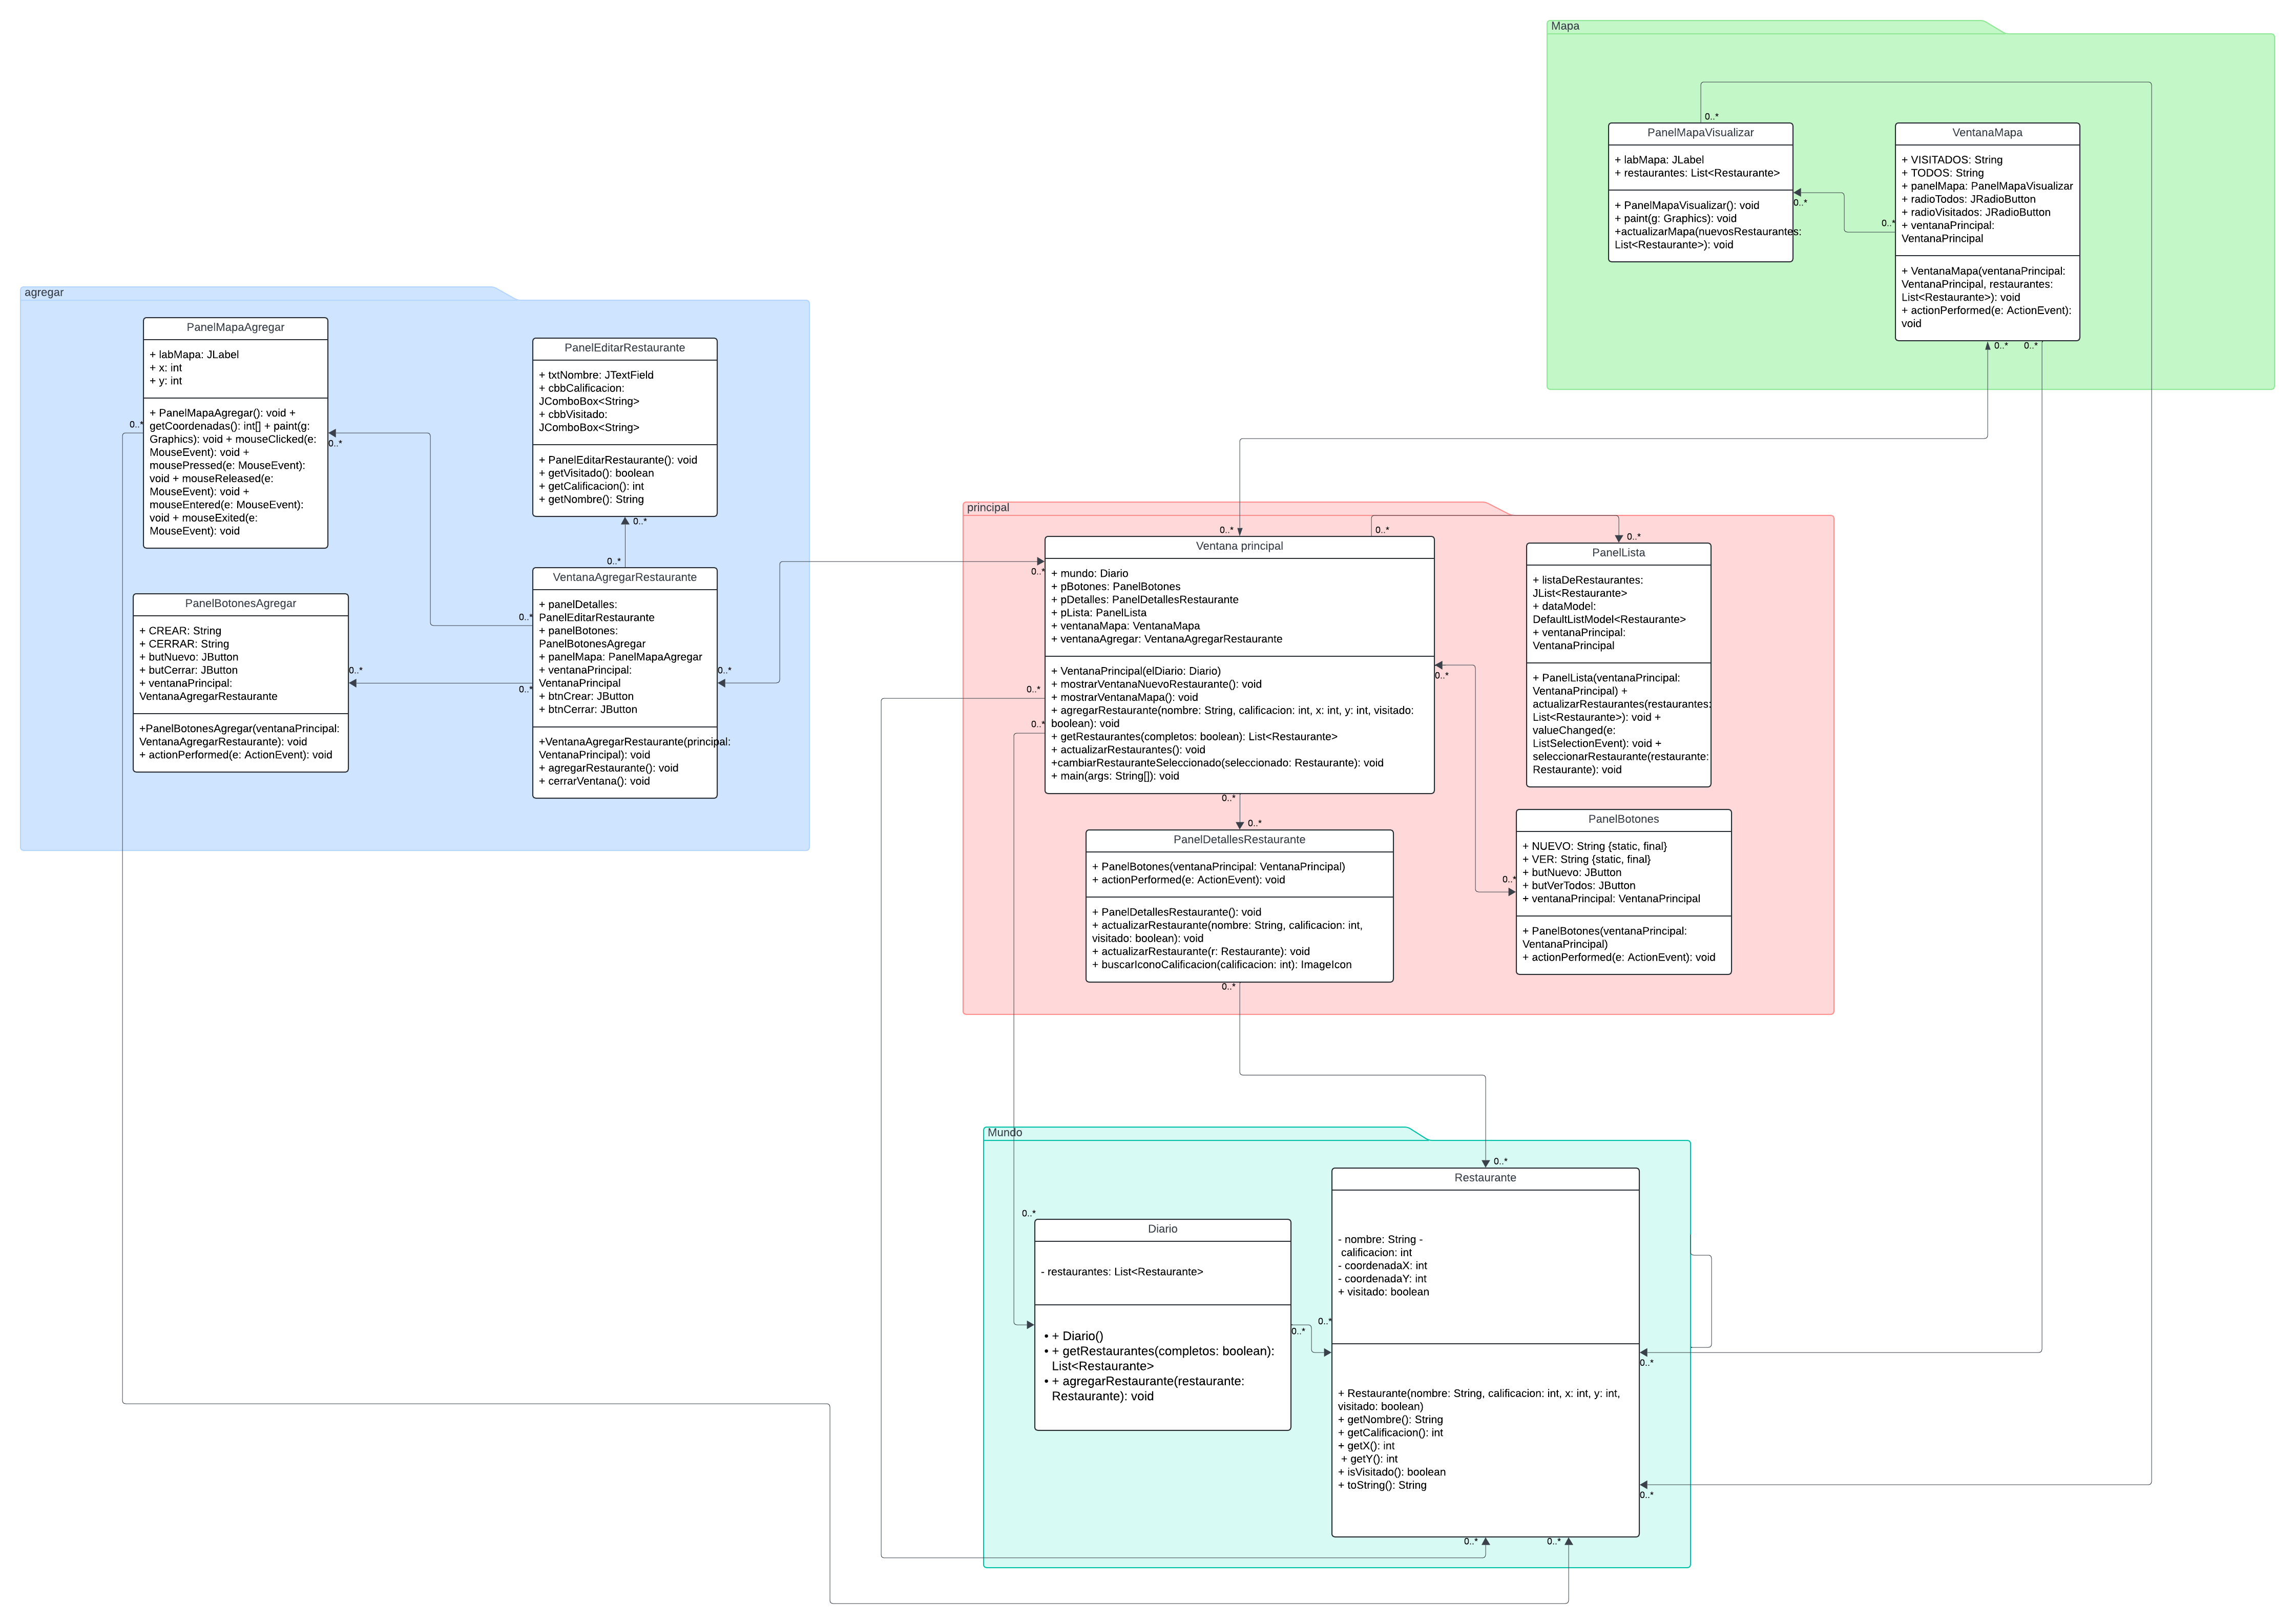 Mapa
0..*
PanelMapaVisualizar
+ labMapa: JLabel
+ restaurantes: List<Restaurante>
+ PanelMapaVisualizar(): void
+ paint(g: Graphics): void
+actualizarMapa(nuevosRestaurantes:
List<Restaurante>): void
0..*
0..*
VentanaMapa
+ VISITADOS: String
+ TODOS: String
+ panelMapa: PanelMapaVisualizar
+ radioTodos: JRadioButton
+ radioVisitados: JRadioButton
+ ventanaPrincipal:
VentanaPrincipal
+ VentanaMapa(ventanaPrincipal:
VentanaPrincipal, restaurantes:
List<Restaurante>): void
+ actionPerformed(e: ActionEvent):
void
0..*
0..*
agregar
PanelMapaAgregar
+ labMapa: JLabel
+ x: int
+ y: int
+ PanelMapaAgregar(): void +
getCoordenadas(): int[] + paint(g:
Graphics): void + mouseClicked(e:
MouseEvent): void +
mousePressed(e: MouseEvent):
void + mouseReleased(e:
MouseEvent): void +
mouseEntered(e: MouseEvent):
void + mouseExited(e:
MouseEvent): void
0..*
0..*
PanelEditarRestaurante
+ txtNombre: JTextField
+ cbbCalificacion:
JComboBox<String>
+ cbbVisitado:
JComboBox<String>
+ PanelEditarRestaurante(): void
+ getVisitado(): boolean
+ getCalificacion(): int
+ getNombre(): String
0..*
0..*
PanelBotonesAgregar
+ CREAR: String
+ CERRAR: String
+ butNuevo: JButton
+ butCerrar: JButton
+ ventanaPrincipal:
VentanaAgregarRestaurante
+PanelBotonesAgregar(ventanaPrincipal:
VentanaAgregarRestaurante): void
+ actionPerformed(e: ActionEvent): void
0..*
VentanaAgregarRestaurante
+ panelDetalles:
PanelEditarRestaurante
+ panelBotones:
PanelBotonesAgregar
+ panelMapa: PanelMapaAgregar
+ ventanaPrincipal:
VentanaPrincipal
+ btnCrear: JButton
+ btnCerrar: JButton
+VentanaAgregarRestaurante(principal:
VentanaPrincipal): void
+ agregarRestaurante(): void
+ cerrarVentana(): void
0..*
0..*
0..*
principal
0..*
0..*
0..*
0..*
Ventana principal
+ mundo: Diario
+ pBotones: PanelBotones
+ pDetalles: PanelDetallesRestaurante
+ pLista: PanelLista
+ ventanaMapa: VentanaMapa
+ ventanaAgregar: VentanaAgregarRestaurante
+ VentanaPrincipal(elDiario: Diario)
+ mostrarVentanaNuevoRestaurante(): void
+ mostrarVentanaMapa(): void
+ agregarRestaurante(nombre: String, calificacion: int, x: int, y: int, visitado:
boolean): void
+ getRestaurantes(completos: boolean): List<Restaurante>
+ actualizarRestaurantes(): void
+cambiarRestauranteSeleccionado(seleccionado: Restaurante): void
+ main(args: String[]): void
0..*
0..*
0..*
0..*
PanelLista
+ listaDeRestaurantes:
JList<Restaurante>
+ dataModel:
DefaultListModel<Restaurante>
+ ventanaPrincipal:
VentanaPrincipal
+ PanelLista(ventanaPrincipal:
VentanaPrincipal) +
actualizarRestaurantes(restaurantes:
List<Restaurante>): void +
valueChanged(e:
ListSelectionEvent): void +
seleccionarRestaurante(restaurante:
Restaurante): void
0..*
PanelDetallesRestaurante
+ PanelBotones(ventanaPrincipal: VentanaPrincipal)
+ actionPerformed(e: ActionEvent): void
+ PanelDetallesRestaurante(): void
+ actualizarRestaurante(nombre: String, calificacion: int,
visitado: boolean): void
+ actualizarRestaurante(r: Restaurante): void
+ buscarIconoCalificacion(calificacion: int): ImageIcon
0..*
0..*
PanelBotones
+ NUEVO: String {static, final}
+ VER: String {static, final}
+ butNuevo: JButton
+ butVerTodos: JButton
+ ventanaPrincipal: VentanaPrincipal
+ PanelBotones(ventanaPrincipal:
VentanaPrincipal)
+ actionPerformed(e: ActionEvent): void
Mundo
0..*
Diario
- restaurantes: List<Restaurante>
• + Diario()
• + getRestaurantes(completos: boolean):
List<Restaurante>
• + agregarRestaurante(restaurante:
Restaurante): void
0..*
0..*
0..*
Restaurante
- nombre: String -
calificacion: int
- coordenadaX: int
- coordenadaY: int
+ visitado: boolean
+ Restaurante(nombre: String, calificacion: int, x: int, y: int,
visitado: boolean)
+ getNombre(): String
+ getCalificacion(): int
+ getX(): int
+ getY(): int
+ isVisitado(): boolean
+ toString(): String
0..*
0..*
0..*
0..*